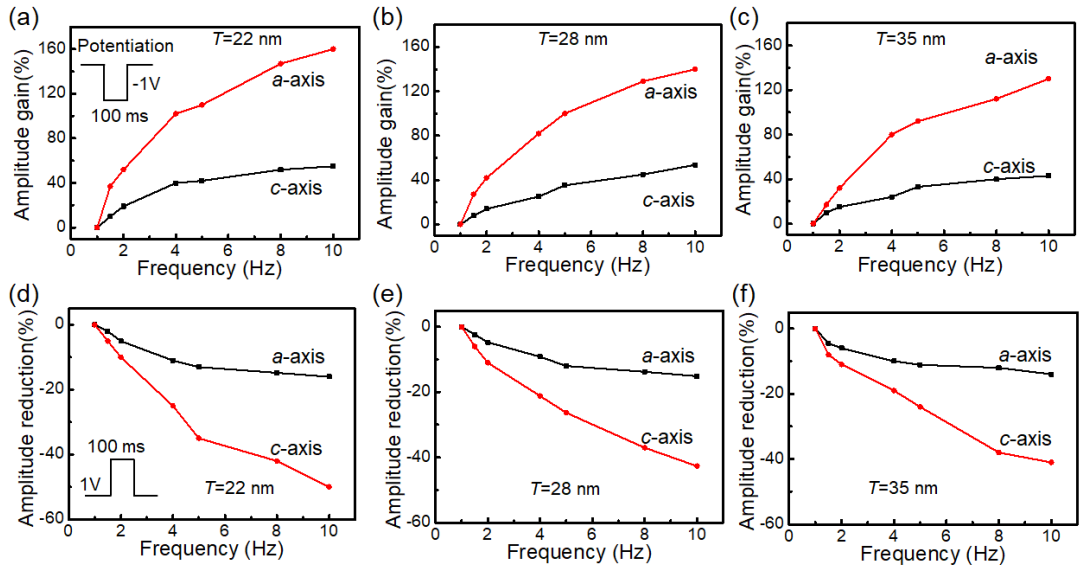 (a)
Potentiation
T=22 nm
-1V
100 ms
a-axis
c-axis
Amplitude gain(%)
160
120
80
40
0
0 2 4 6 8 10
Frequency (Hz)
(b)
T=28 nm
a-axis
c-axis
Amplitude gain(%)
160
120
80
40
0
0 2 4 6 8 10
Frequency (Hz)
(c)
T=35 nm
a-axis
c-axis
Amplitude gain(%)
160
120
80
40
0
0 2 4 6 8 10
Frequency (Hz)
(d)
a-axis
c-axis
100 ms
1V
T=22 nm
Amplitude reduction(%)
0
-20
-40
-60
0 2 4 6 8 10
Frequency (Hz)
(e)
a-axis
c-axis
T=28 nm
Amplitude reduction(%)
0
-20
-40
-60
0 2 4 6 8 10
Frequency (Hz)
(f)
a-axis
c-axis
T=35 nm
Amplitude reduction(%)
0
-20
-40
-60
0 2 4 6 8 10
Frequency (Hz)